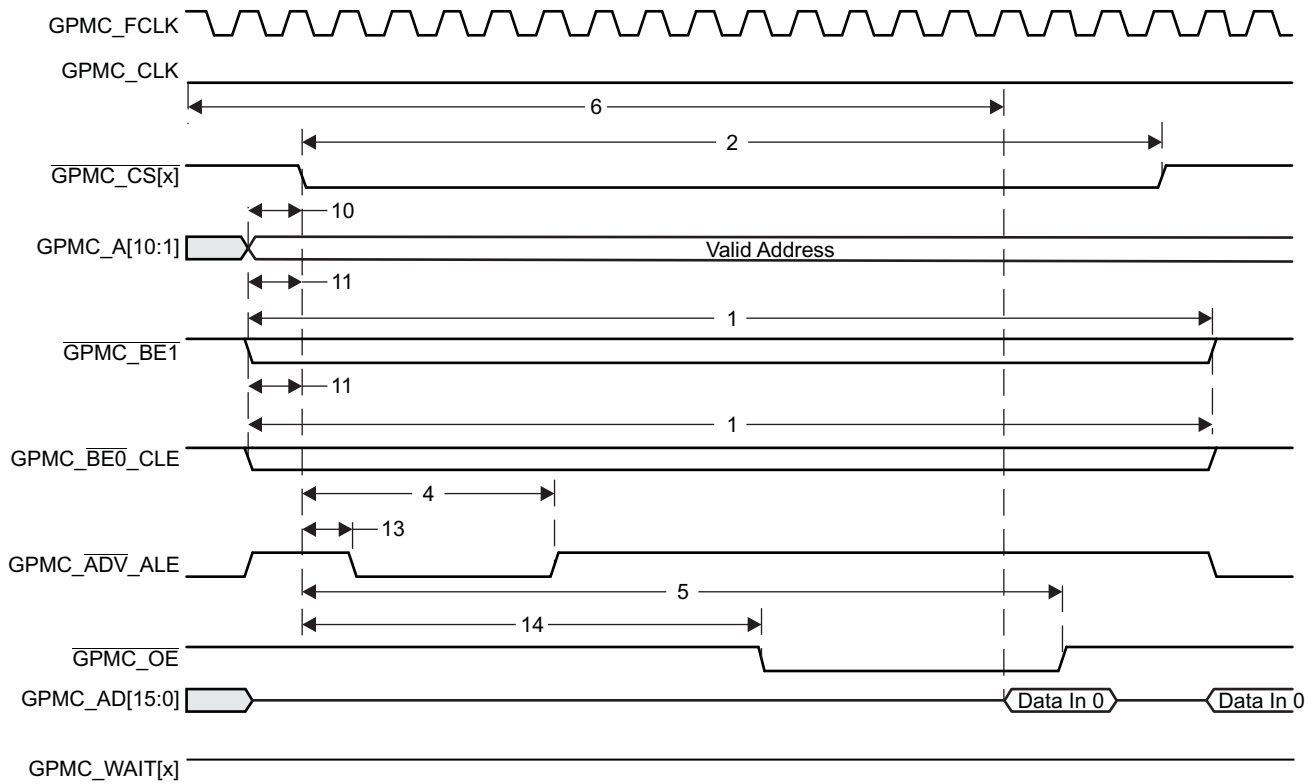 GPMC_FCLK
GPMC_CLK
6
2
GPMC_CS[x]
10
GPMC_A[10:1]
Valid Address
11
1
GPMC_BE1
11
1
GPMC_BE0_CLE
4
13
GPMC_ADV_ALE
5
14
GPMC_OE
GPMC_AD[15:0]
Data In 0
Data In 0
GPMC_WAIT[x]